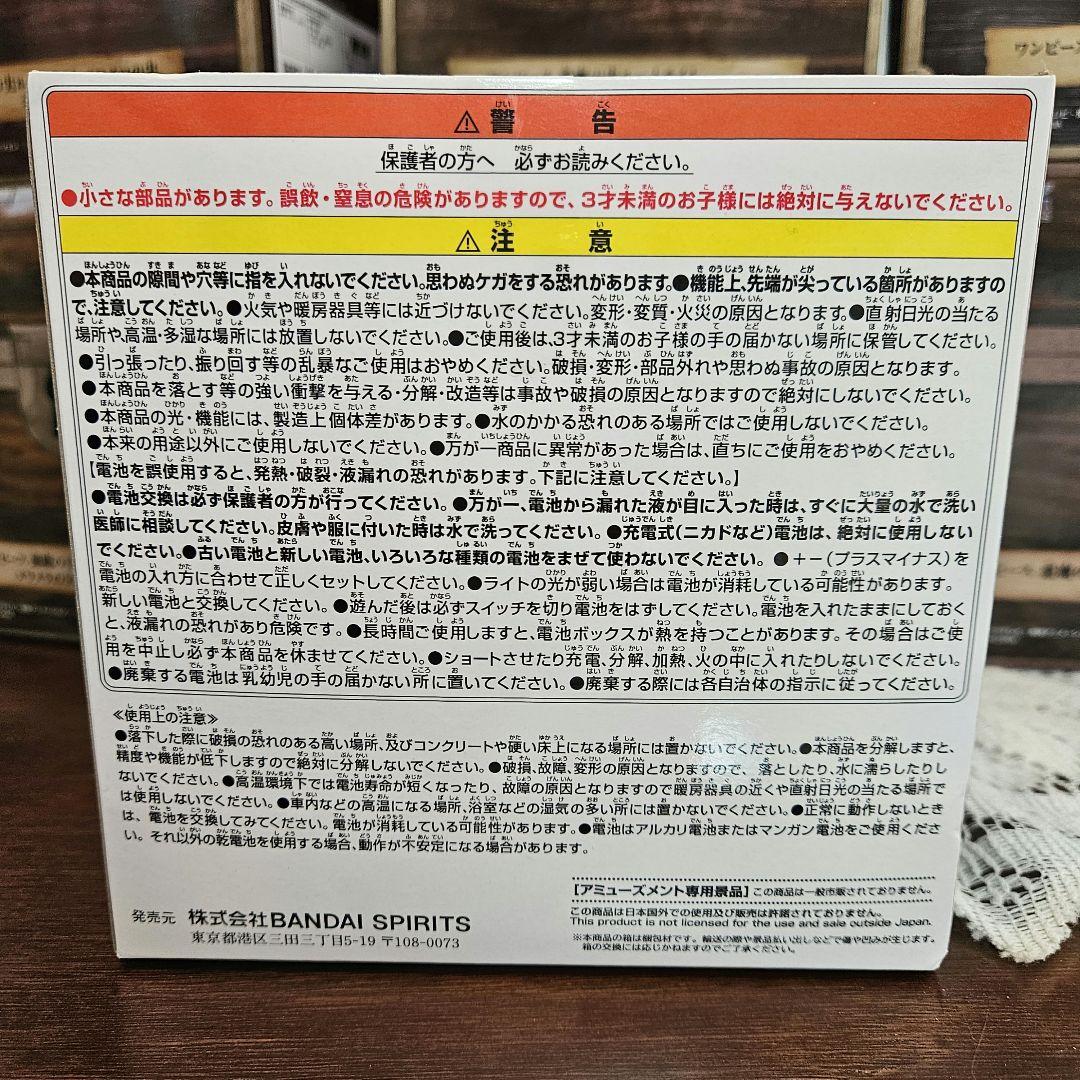 ⚠警告
保護者の方へ 必ずお読みください。
●小さな部品があります。誤飲・窒息の危険がありますので、3才未満のお子様には絶対に与えないでください。
⚠注意
●本商品の隙間や穴等に指を入れないでください。思わぬケガをする恐れがあります。●機能上、先端が尖っている箇所がありますの
で、注意してください。●火気や暖房器具等には近づけないでください。変形・変質・火災の原因となります。●直射日光の当たる
場所や、高温・多湿な場所には放置しないでください。●ご使用後は、3才未満のお子様の手の届かない場所に保管してください。
●引っ張ったり、振り回す等の乱暴なご使用はおやめください。破損・変形・部品外れや思わぬ事故の原因となります。
●本商品を落とす等の強い衝撃を与える・分解・改造等は事故や破損の原因となりますので絶対にしないでください。
●本商品の光・機能には、製造上個体差があります。●水のかかる恐れのある場所ではご使用しないでください。
●本来の用途以外にご使用しないでください。●万が一商品に異常があった場合は、直ちにご使用をおやめください。
【電池を誤使用すると、発熱・破裂・液漏れの恐れがあります。下記に注意してください。】
●電池交換は必ず保護者の方が行ってください。●万が一、電池から漏れた液が目に入った時は、すぐに大量の水で洗い
医師に相談してください。皮膚や服に付いた時は水で洗ってください。●充電式(ニカドなど)電池は、絶対に使用しない
でください。●古い電池と新しい電池、いろいろな種類の電池をまぜて使わないでください。●+−(プラスマイナス)を
電池の入れ方に合わせて正しくセットしてください。●ライトの光が弱い場合は電池が消耗している可能性があります。
新しい電池と交換してください。●遊んだ後は必ずスイッチを切り電池をはずしてください。電池を入れたままにしておく
と、液漏れの恐れがあり危険です。●長時間ご使用しますと、電池ボックスが熱を持つことがあります。その場合はご使
用を中止し必ず本商品を休ませてください。●ショートさせたり充電、分解、加熱、火の中に入れたりしないでください。
●廃棄する電池は乳幼児の手の届かない所に置いてください。●廃棄する際には各自治体の指示に従ってください。
≪使用上の注意≫
●落下した際に破損の恐れのある高い場所、及びコンクリートや硬い床上になる場所には置かないでください。●本商品を分解しますと、
精度や機能が低下しますので絶対に分解しないでください。●破損、故障、変形の原因となりますので、落としたり、水に濡らしたりし
ないでください。●高温環境下では電池寿命が短くなったり、故障の原因となりますので暖房器具の近くや直射日光の当たる場所で
は使用しないでください。●車内などの高温になる場所、浴室などの湿気の多い所には置かないでください。●正常に動作しないとき
は、電池を交換してみてください。電池が消耗している可能性があります。●電池はアルカリ電池またはマンガン電池をご使用くださ
い。それ以外の乾電池を使用する場合、動作が不安定になる場合があります。
【アミューズメント専用景品】この商品は一般市販されておりません。
この商品は日本国外での使用及び販売は許諾されておりません。
This product is not licensed for the use and sale outside Japan.
※本商品の箱は梱包材です。輸送の際や景品払い出しなどで傷や凹みが生じます。
箱の交換には応じかねますのでご了承ください。
発売元 株式会社BANDAI SPIRITS
東京都港区三田三丁目5-19 〒108-0073